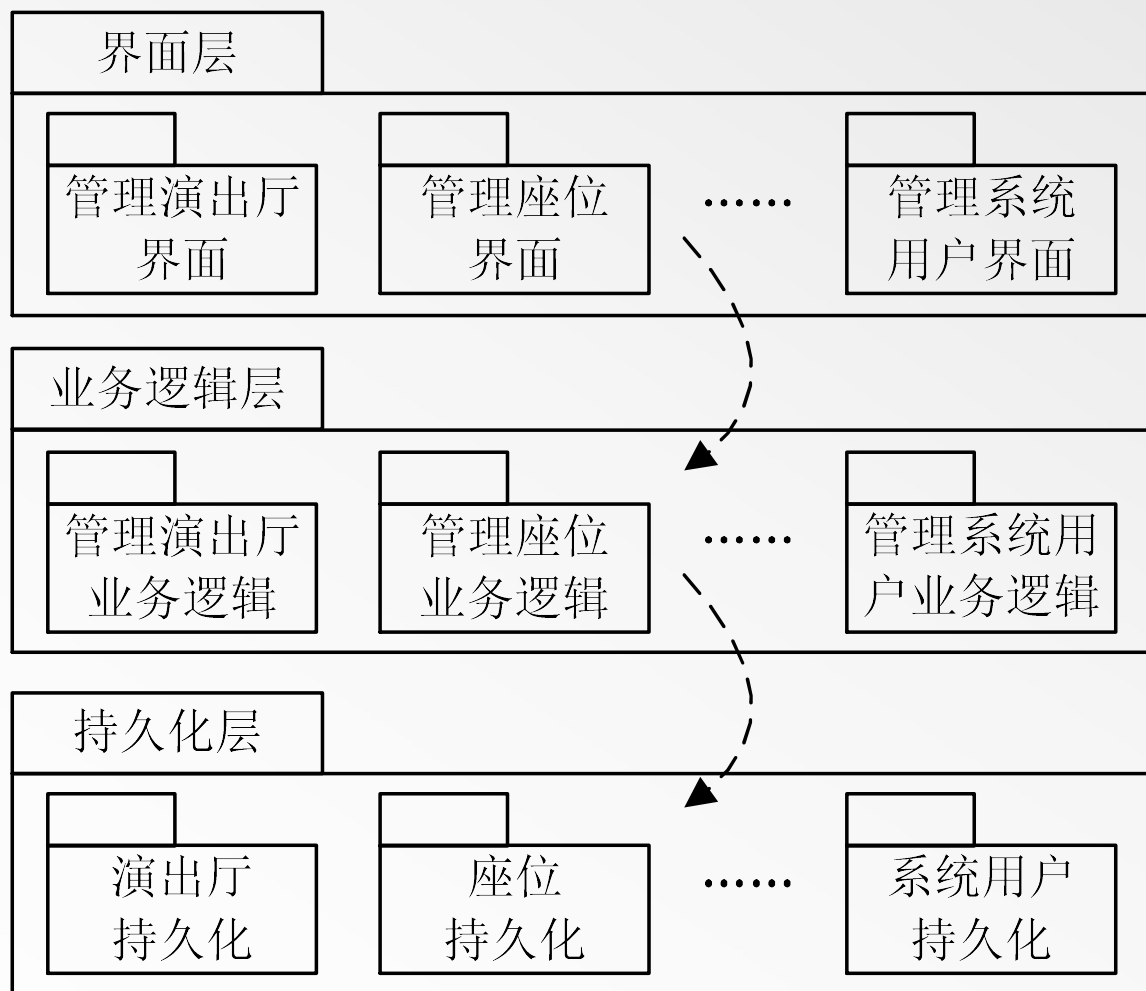 界面层
管理演出厅
界面
管理座位
界面
……
管理系统
用户界面
业务逻辑层
管理演出厅
业务逻辑
管理座位
业务逻辑
……
管理系统用
户业务逻辑
持久化层
演出厅
持久化
座位
持久化
……
系统用户
持久化